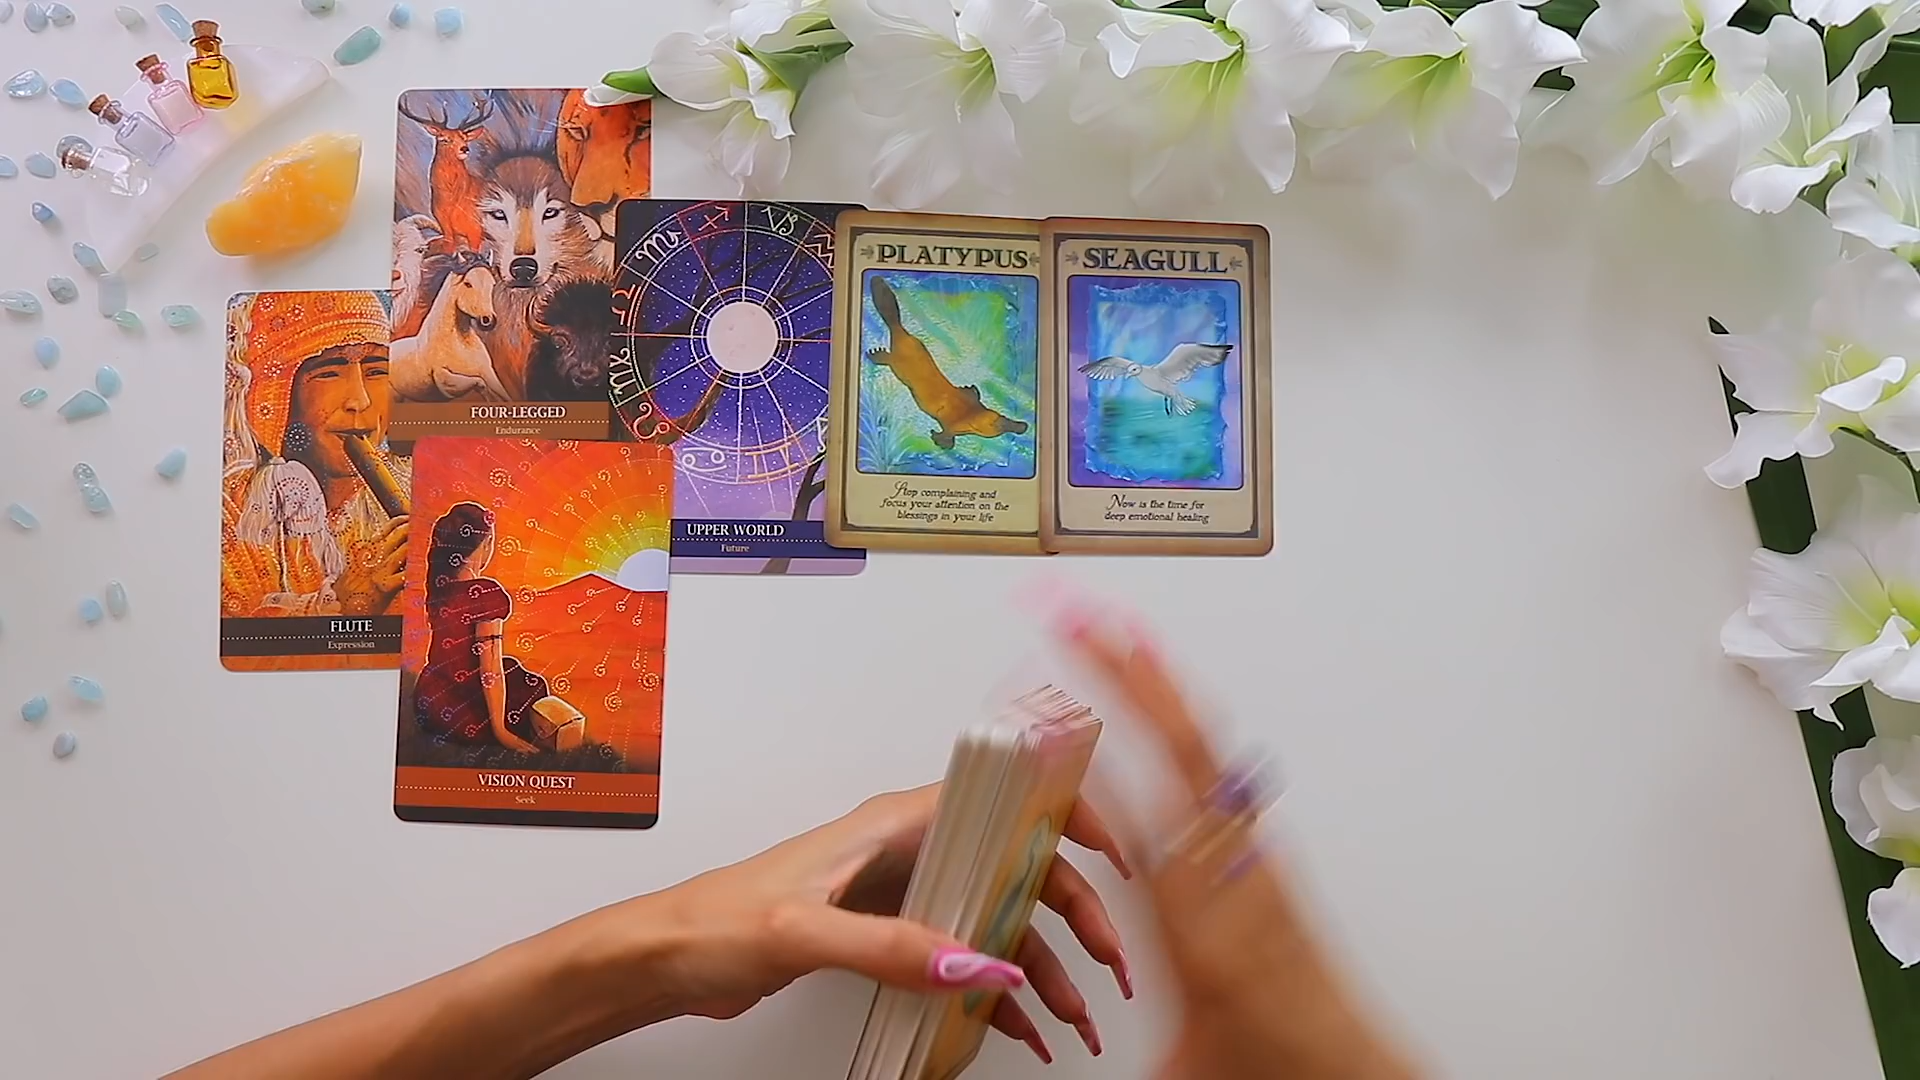 FOUR-LEGGED
Endurance
FLUTE
Expression
VISION QUEST
Seek
UPPER WORLD
Future
PLATYPUS
Stop complaining and
focus your attention on the
blessings in your life
SEAGULL
Now is the time for
deep emotional healing